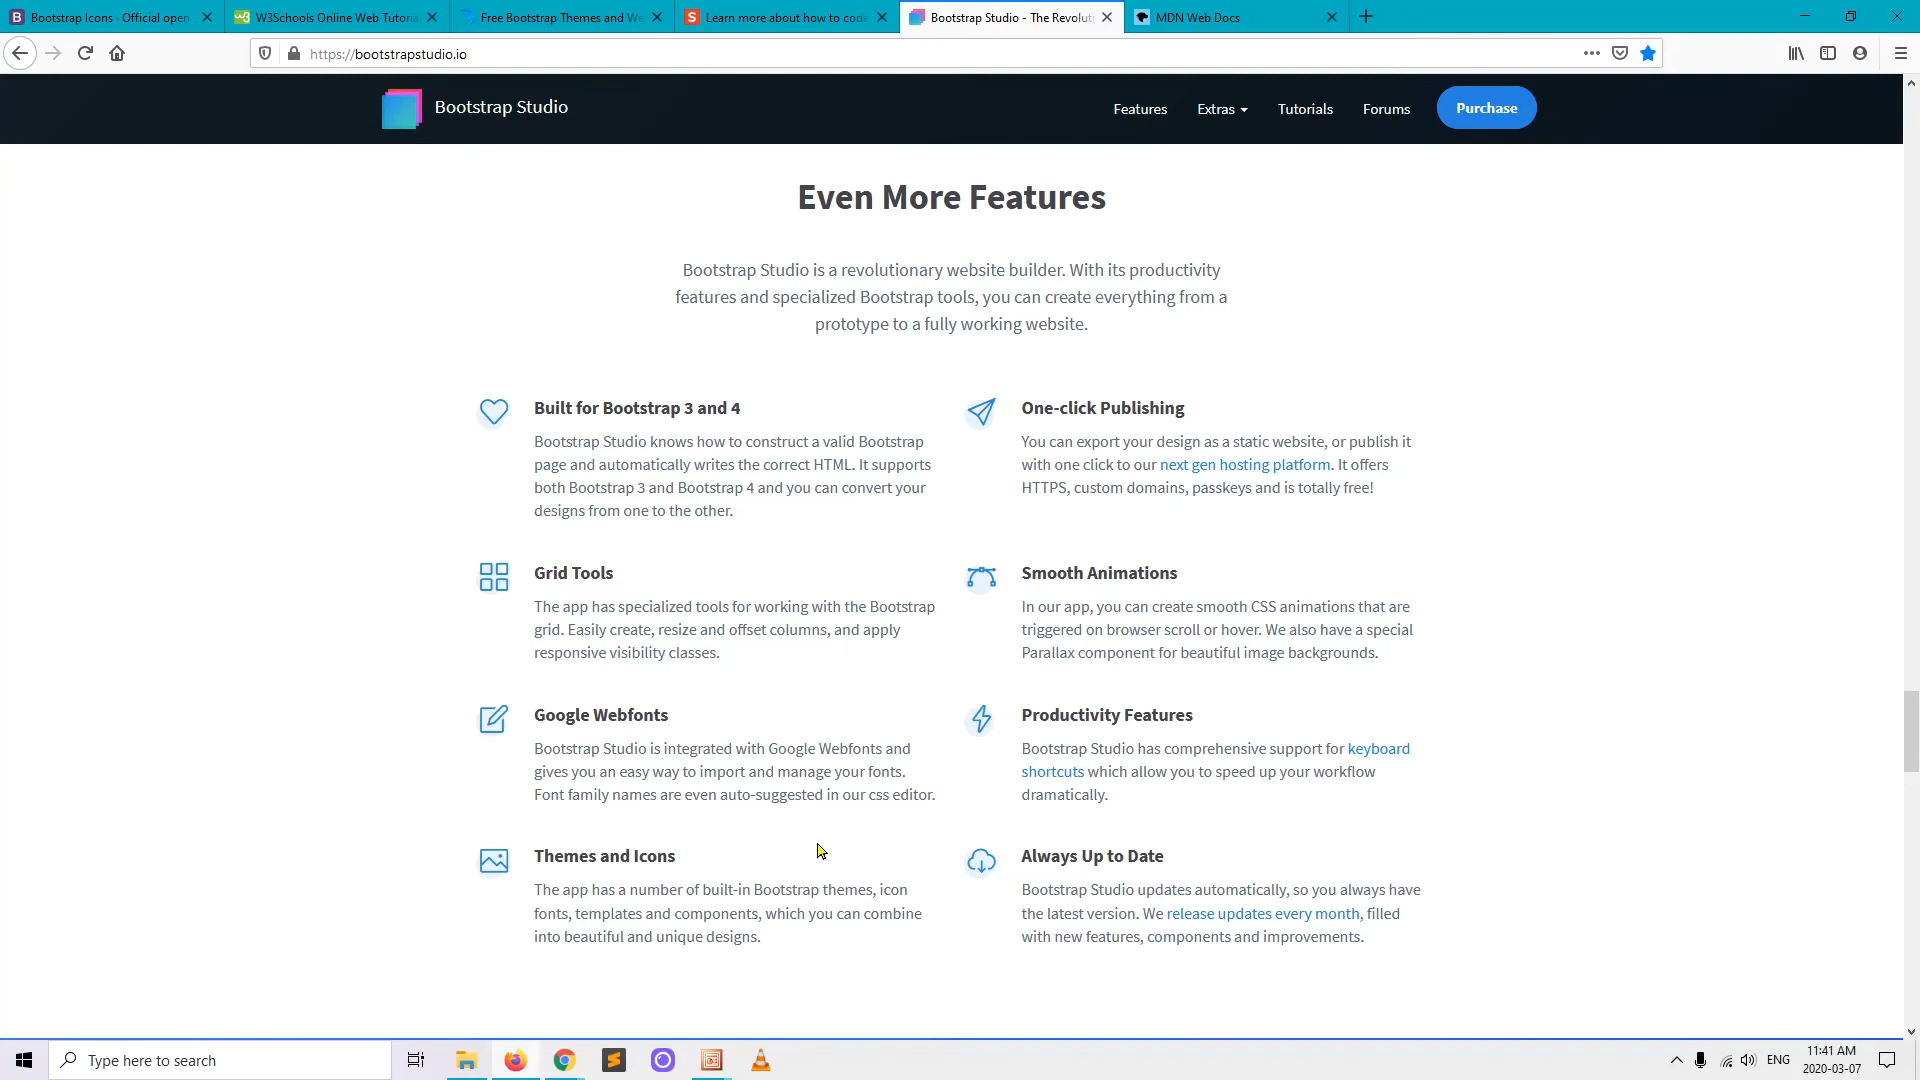 Bootstrap Icons · Official open
W3Schools Online Web Tutoria
Free Bootstrap Themes and We
Learn more about how to code
Bootstrap Studio - The Revoluti
MDN Web Docs
https://bootstrapstudio.io
Bootstrap Studio
Features
Extras
Tutorials
Forums
Purchase
Even More Features
Bootstrap Studio is a revolutionary website builder. With its productivity
features and specialized Bootstrap tools, you can create everything from a
prototype to a fully working website.
Built for Bootstrap 3 and 4
Bootstrap Studio knows how to construct a valid Bootstrap
page and automatically writes the correct HTML. It supports
both Bootstrap 3 and Bootstrap 4 and you can convert your
designs from one to the other.
One-click Publishing
You can export your design as a static website, or publish it
with one click to our next gen hosting platform. It offers
HTTPS, custom domains, passkeys and is totally free!
Grid Tools
The app has specialized tools for working with the Bootstrap
grid. Easily create, resize and offset columns, and apply
responsive visibility classes.
Smooth Animations
In our app, you can create smooth CSS animations that are
triggered on browser scroll or hover. We also have a special
Parallax component for beautiful image backgrounds.
Google Webfonts
Bootstrap Studio is integrated with Google Webfonts and
gives you an easy way to import and manage your fonts.
Font family names are even auto-suggested in our css editor.
Productivity Features
Bootstrap Studio has comprehensive support for keyboard
shortcuts which allow you to speed up your workflow
dramatically.
Themes and Icons
The app has a number of built-in Bootstrap themes, icon
fonts, templates and components, which you can combine
into beautiful and unique designs.
Always Up to Date
Bootstrap Studio updates automatically, so you always have
the latest version. We release updates every month, filled
with new features, components and improvements.
Type here to search
ENG
11:41 AM
2020-03-07